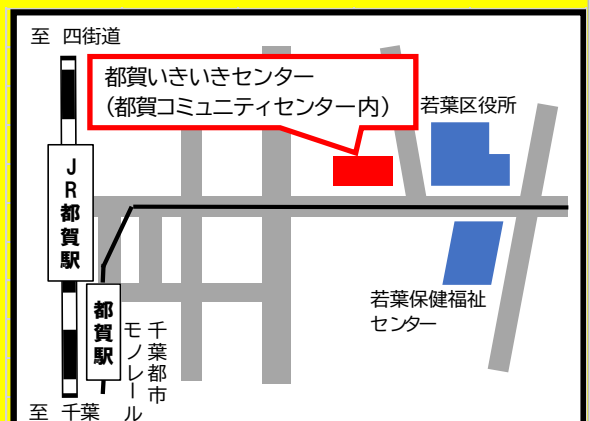 至 四街道
都賀いきいきセンター
（都賀コミュニティセンター内）
若葉区役所
JR都賀駅
若葉保健福祉
センター
都賀駅
千葉都市
モノレール
至 千葉